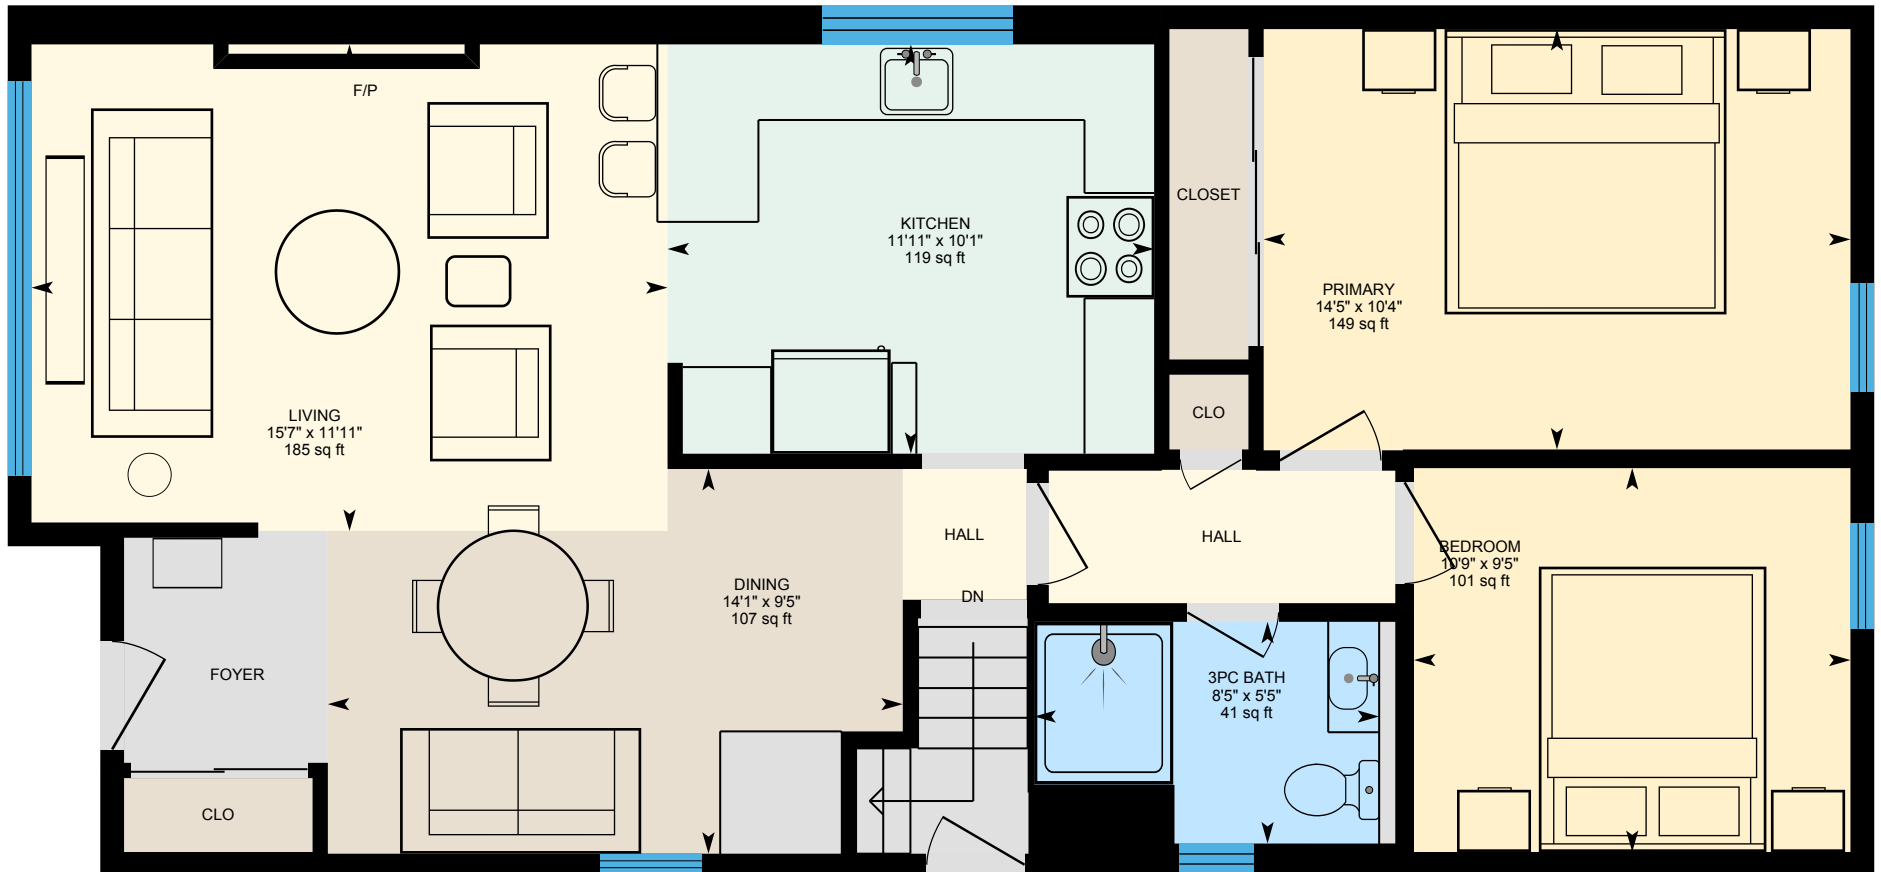 F/P
KITCHEN
11'11" x 10'1"
119 sq ft
CLOSET
PRIMARY
14'5" x 10'4"
149 sq ft
LIVING
15'7" x 11'11"
185 sq ft
CLO
HALL
HALL
BEDROOM
10'9" x 9'5"
101 sq ft
DINING
14'1" x 9'5"
107 sq ft
DN
FOYER
3PC BATH
8'5" x 5'5"
41 sq ft
CLO